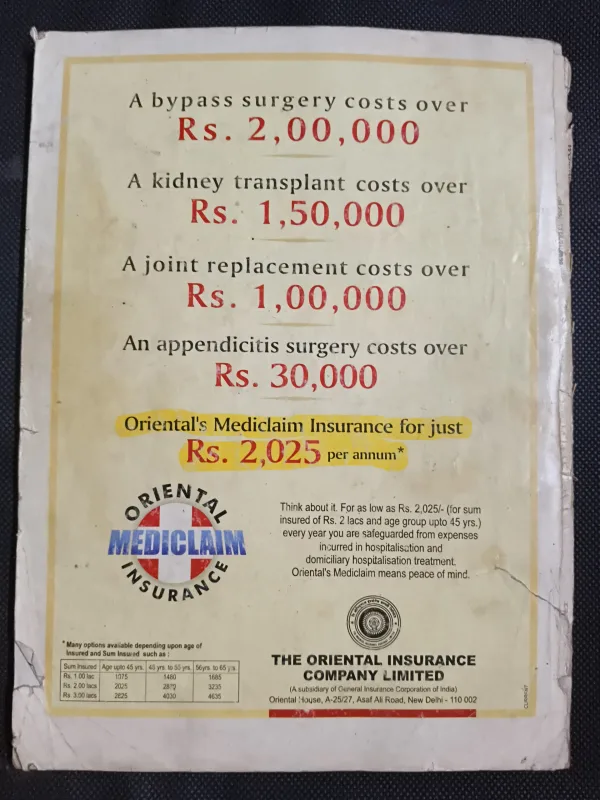 A bypass surgery costs over
Rs. 2,00,000
A kidney transplant costs over
Rs. 1,50,000
A joint replacement costs over
Rs. 1,00,000
An appendicitis surgery costs over
Rs. 30,000
Oriental's Mediclaim Insurance for just
Rs. 2,025 per annum*
ORIENTAL
MEDICLAIM
INSURANCE
Think about it. For as low as Rs. 2,025/- (for sum
insured of Rs. 2 lacs and age group upto 45 yrs.)
every year you are safeguarded from expenses
incurred in hospitalisation and
domiciliary hospitalisation treatment.
Oriental's Mediclaim means peace of mind.
*Many options available depending upon age of
Insured and Sum Insured such as :
Sum Insured Age upto 45 yrs. 46 yrs. to 55 yrs. 56yrs. to 65 yrs.
Rs. 1.00 lac 1075 1480 1685
Rs. 2.00 lacs 2025 2870 3235
Rs. 3.00 lacs 2825 4030 4635
THE ORIENTAL INSURANCE
COMPANY LIMITED
(A subsidiary of General Insurance Corporation of India)
Oriental House, A-25/27, Asaf Ali Road, New Delhi - 110 002